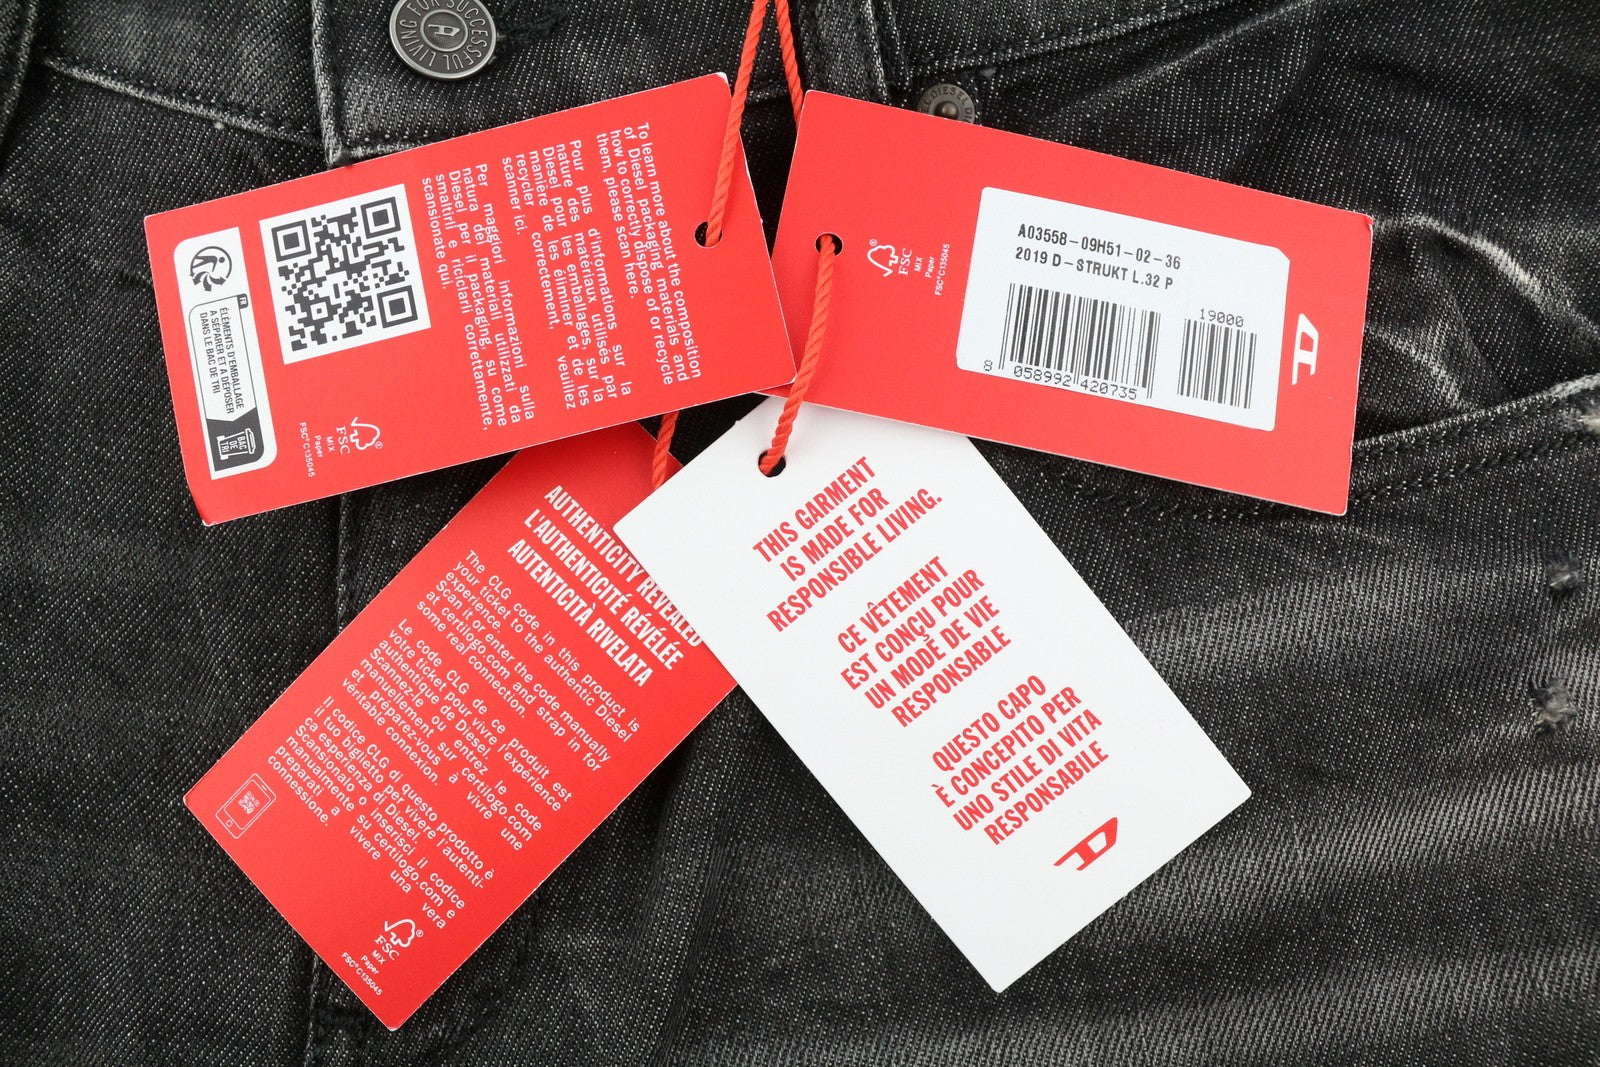 LIVING FOR SUCCESSFUL
DIESEL
To learn more about the composition
of Diesel packaging materials and
how to correctly dispose of or recycle
them, please scan here.
Pour plus d'informations sur la
nature des matériaux utilisés par
Diesel pour les emballages, sur la
manière de les éliminer et de les
recycler correctement, veuillez
scanner ici.
Per maggiori informazioni sulla
natura dei materiali utilizzati da
Diesel per il packaging, su come
smaltirli e riciclarli correttamente,
scansionate qui.
FR
ÉLÉMENTS D'EMBALLAGE
À SÉPARER ET À DÉPOSER
DANS LE BAC DE TRI
BAC
DE
TRI
FSC
MIX
Paper
FSC® C135045
FSC
MIX
Paper
FSC® C135045
A03558-09H51-02-36
2019 D-STRUKT L.32 P
19000
8 058992 420735
AUTHENTICITY REVEALED
L'AUTHENTICITÉ RÉVÉLÉE
AUTENTICITÀ RIVELATA
The CLG code in this product is
your ticket to the authentic Diesel
experience.
Scan it or enter the code manually
at certilogo.com and strap in for
some real connection.
Le code CLG de ce produit est
votre ticket pour vivre l'expérience
authentique de Diesel.
Scannez-le ou entrez le code
manuellement sur certilogo.com
et préparez-vous à vivre une
véritable connexion.
Il codice CLG di questo prodotto è
il tuo biglietto per vivere l'autenti-
ca esperienza di Diesel.
Scansionalo o inserisci il codice
manualmente su certilogo.com e
preparati a vivere una vera
connessione.
FSC
MIX
Paper
FSC® C135045
THIS GARMENT
IS MADE FOR
RESPONSIBLE LIVING.
CE VÊTEMENT
EST CONÇU POUR
UN MODE DE VIE
RESPONSABLE
QUESTO CAPO
È CONCEPITO PER
UNO STILE DI VITA
RESPONSABILE
D